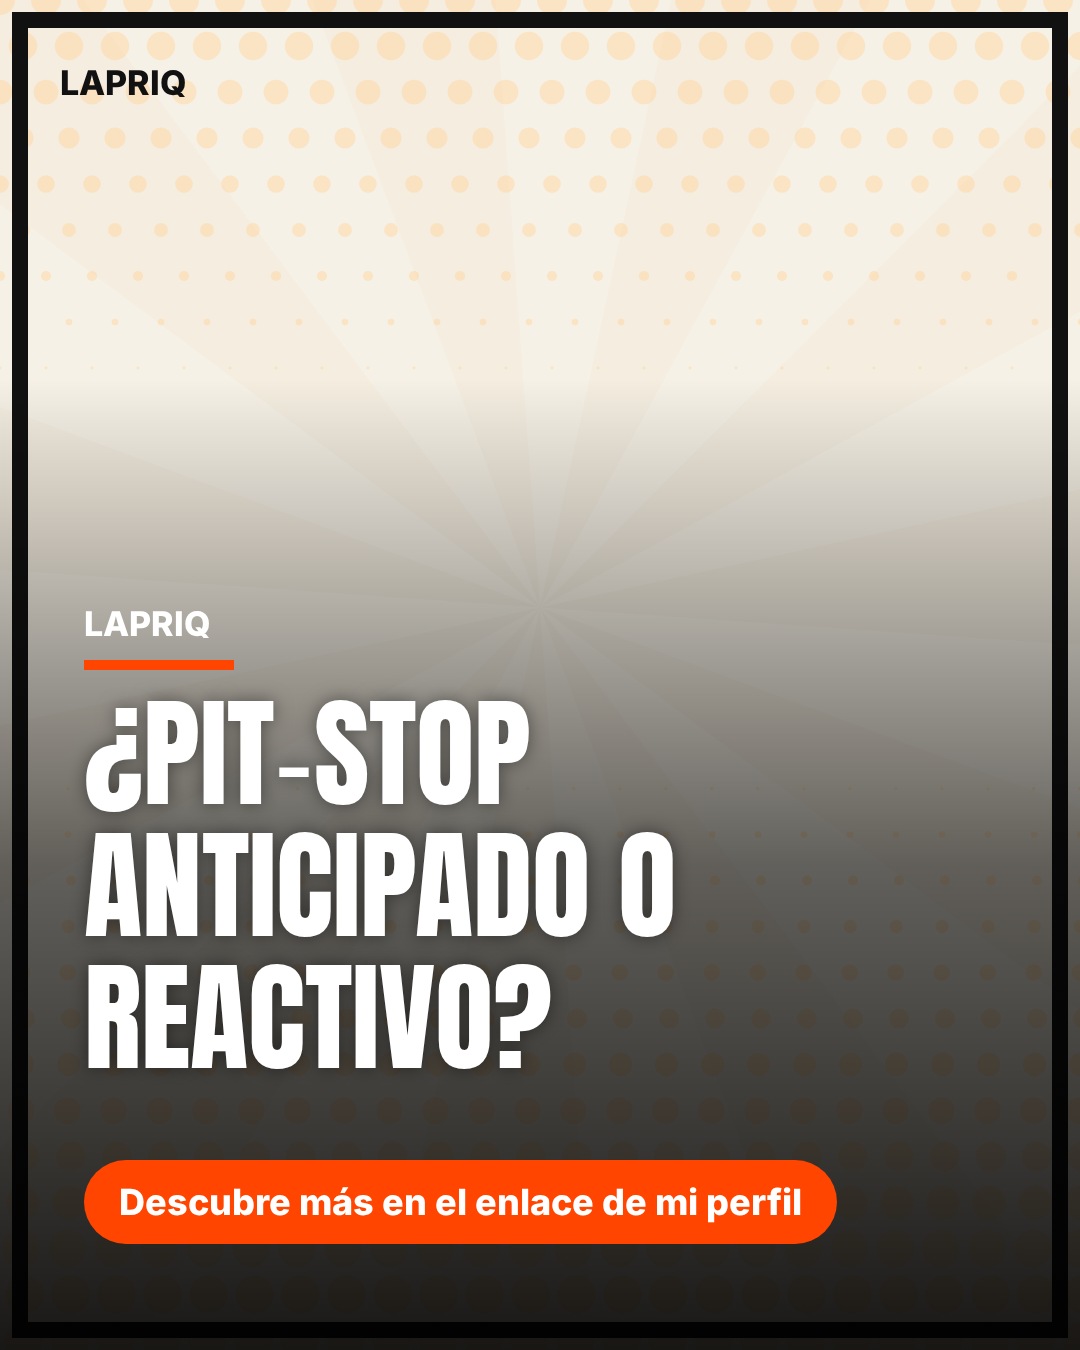 LAPRIQ
LAPRIQ
¿PIT-STOP
ANTICIPADO O
REACTIVO?
Descubre más en el enlace de mi perfil